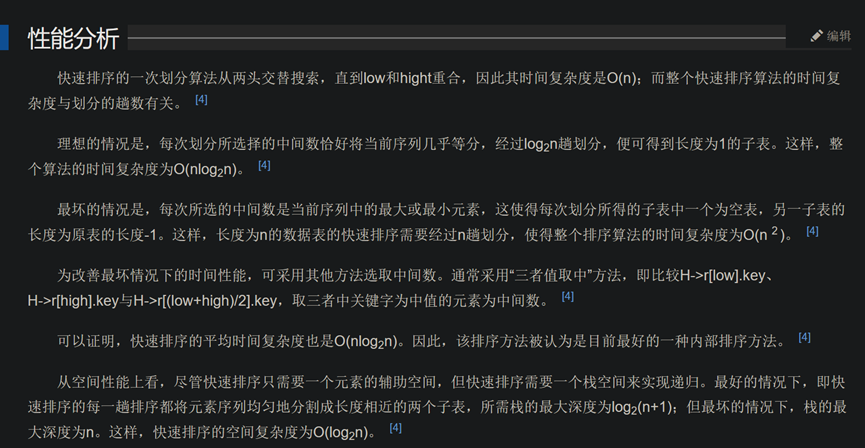 性能分析
编辑
快速排序的一次划分算法从两头交替搜索，直到low和hight重合，因此其时间复杂度是O(n)；而整个快速排序算法的时间复
杂度与划分的趟数有关。 [4]
理想的情况是，每次划分所选择的中间数恰好将当前序列几乎等分，经过log2n趟划分，便可得到长度为1的子表。这样，整
个算法的时间复杂度为O(nlog2n)。 [4]
最坏的情况是，每次所选的中间数是当前序列中的最大或最小元素，这使得每次划分所得的子表中一个为空表，另一子表的
长度为原表的长度-1。这样，长度为n的数据表的快速排序需要经过n趟划分，使得整个排序算法的时间复杂度为O(n 2 )。 [4]
为改善最坏情况下的时间性能，可采用其他方法选取中间数。通常采用“三者值取中”方法，即比较H->r[low].key、
H->r[high].key与H->r[(low+high)/2].key，取三者中关键字为中值的元素为中间数。 [4]
可以证明，快速排序的平均时间复杂度也是O(nlog2n)。因此，该排序方法被认为是目前最好的一种内部排序方法。 [4]
从空间性能上看，尽管快速排序只需要一个元素的辅助空间，但快速排序需要一个栈空间来实现递归。最好的情况下，即快
速排序的每一趟排序都将元素序列均匀地分割成长度相近的两个子表，所需栈的最大深度为log2(n+1)；但最坏的情况下，栈的最
大深度为n。这样，快速排序的空间复杂度为O(log2n)。 [4]